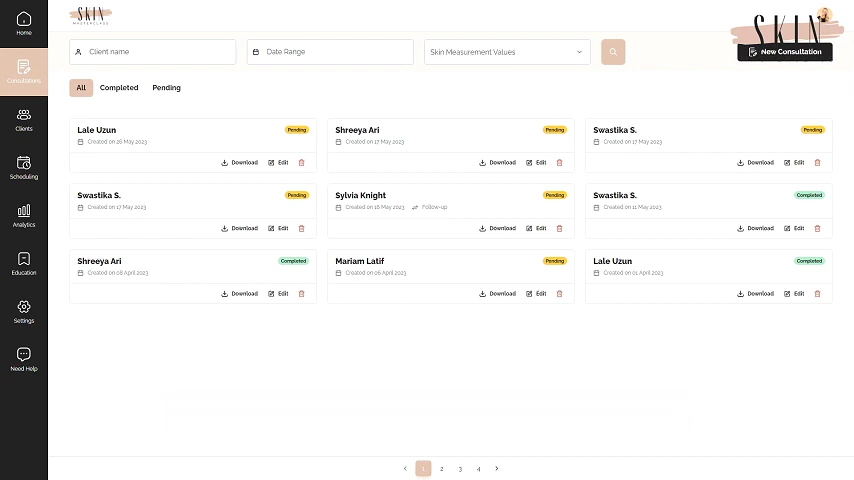 Home
Consultations
Clients
Scheduling
Analytics
Education
Settings
Need Help
SKIN
MASTERCLASS
SKIN
Client name
Date Range
Skin Measurement Values
New Consultation
All Completed Pending
Lale Uzun Pending
Created on 26 May 2023
Download Edit
Shreeya Ari Pending
Created on 17 May 2023
Download Edit
Swastika S. Pending
Created on 17 May 2023
Download Edit
Swastika S. Pending
Created on 17 May 2023
Download Edit
Sylvia Knight Pending
Created on 16 May 2023 Follow-up
Download Edit
Swastika S. Completed
Created on 11 May 2023
Download Edit
Shreeya Ari Completed
Created on 08 April 2023
Download Edit
Mariam Latif Pending
Created on 06 April 2023
Download Edit
Lale Uzun Completed
Created on 01 April 2023
Download Edit
1 2 3 4